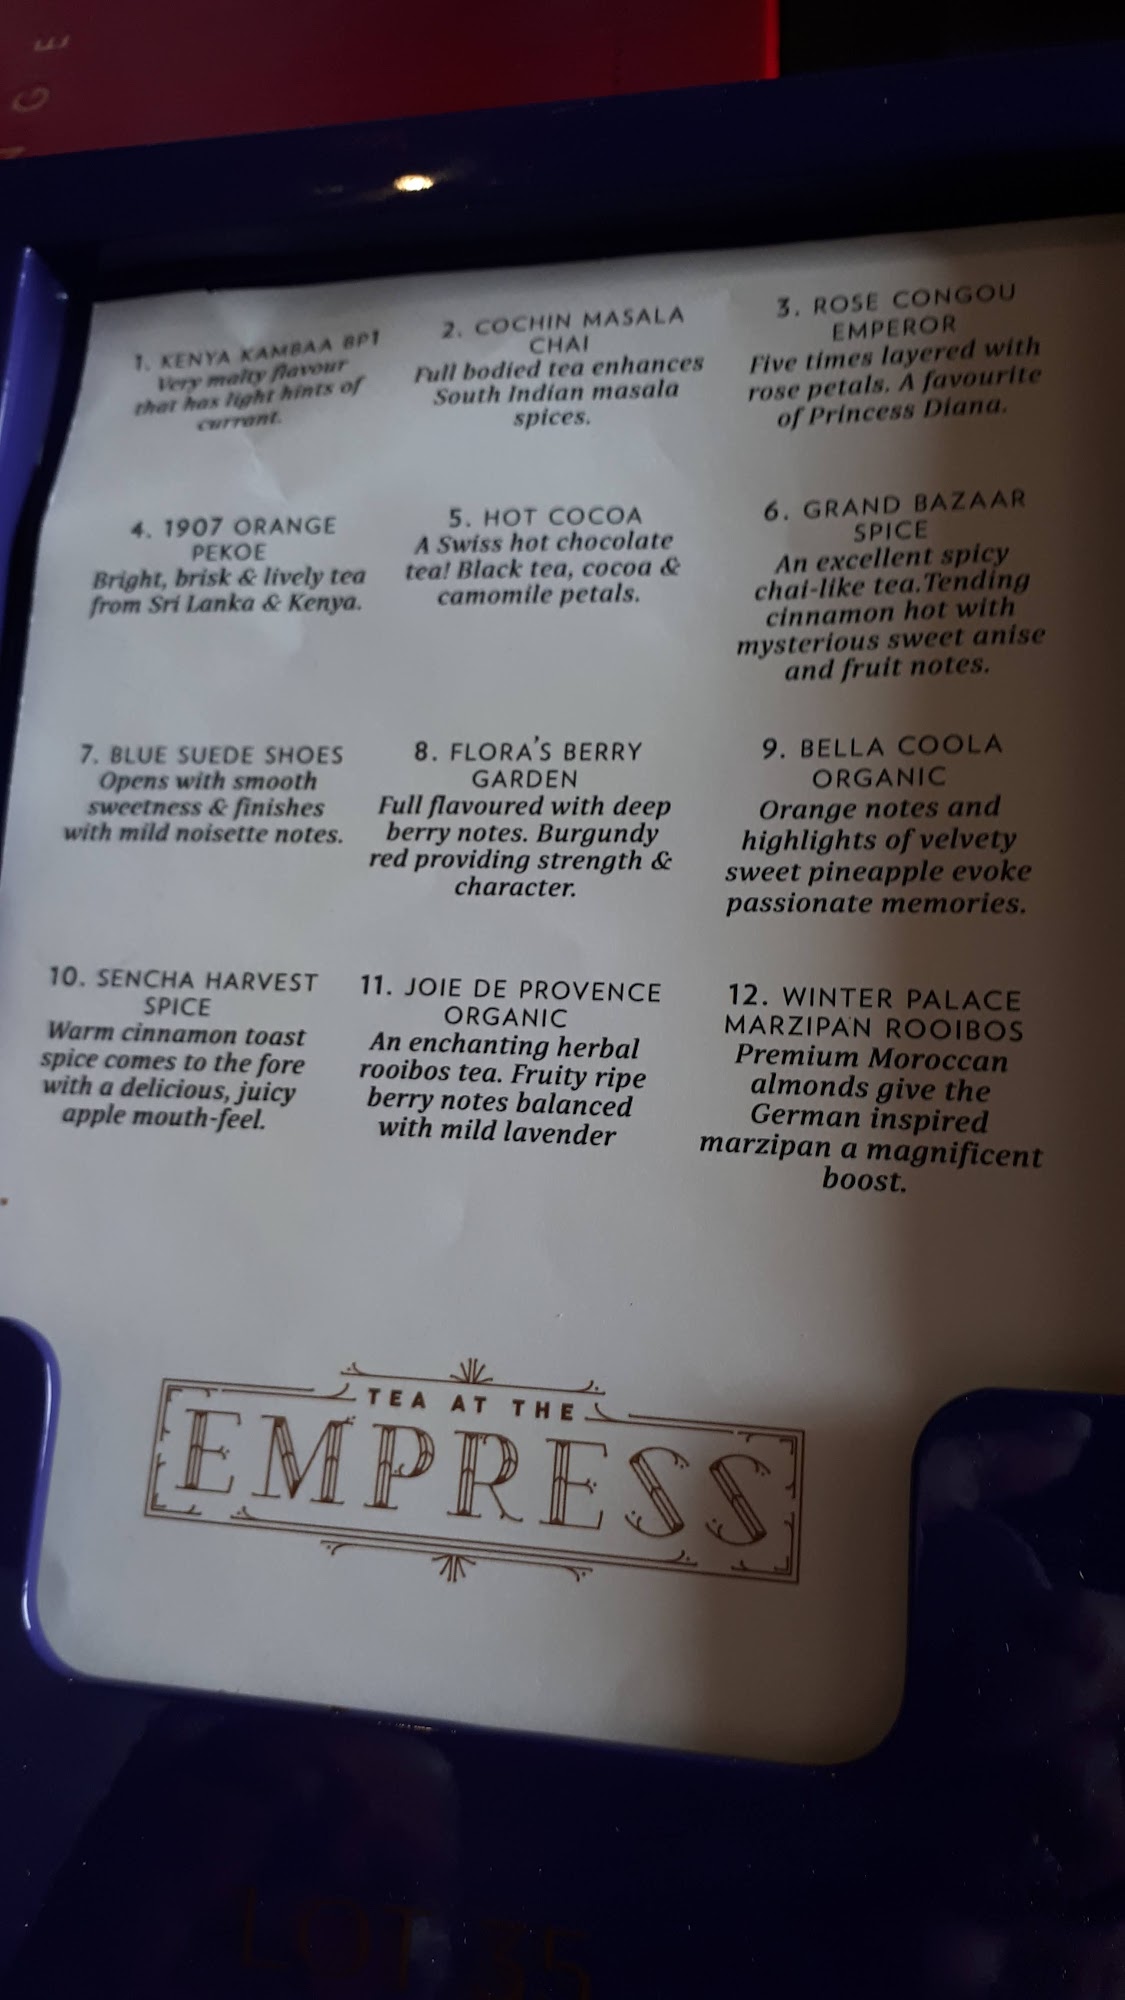 1. KENYA KAMBAA BP1
Very malty flavour
that has light hints of
currant.
2. COCHIN MASALA
CHAI
Full bodied tea enhances
South Indian masala
spices.
3. ROSE CONGOU
EMPEROR
Five times layered with
rose petals. A favourite
of Princess Diana.
4. 1907 ORANGE
PEKOE
Bright, brisk & lively tea
from Sri Lanka & Kenya.
5. HOT COCOA
A Swiss hot chocolate
tea! Black tea, cocoa &
camomile petals.
6. GRAND BAZAAR
SPICE
An excellent spicy
chai-like tea.Tending
cinnamon hot with
mysterious sweet anise
and fruit notes.
7. BLUE SUEDE SHOES
Opens with smooth
sweetness & finishes
with mild noisette notes.
8. FLORA'S BERRY
GARDEN
Full flavoured with deep
berry notes. Burgundy
red providing strength &
character.
9. BELLA COOLA
ORGANIC
Orange notes and
highlights of velvety
sweet pineapple evoke
passionate memories.
10. SENCHA HARVEST
SPICE
Warm cinnamon toast
spice comes to the fore
with a delicious, juicy
apple mouth-feel.
11. JOIE DE PROVENCE
ORGANIC
An enchanting herbal
rooibos tea. Fruity ripe
berry notes balanced
with mild lavender
12. WINTER PALACE
MARZIPAN ROOIBOS
Premium Moroccan
almonds give the
German inspired
marzipan a magnificent
boost.
TEA AT THE
EMPRESS
LOT 35